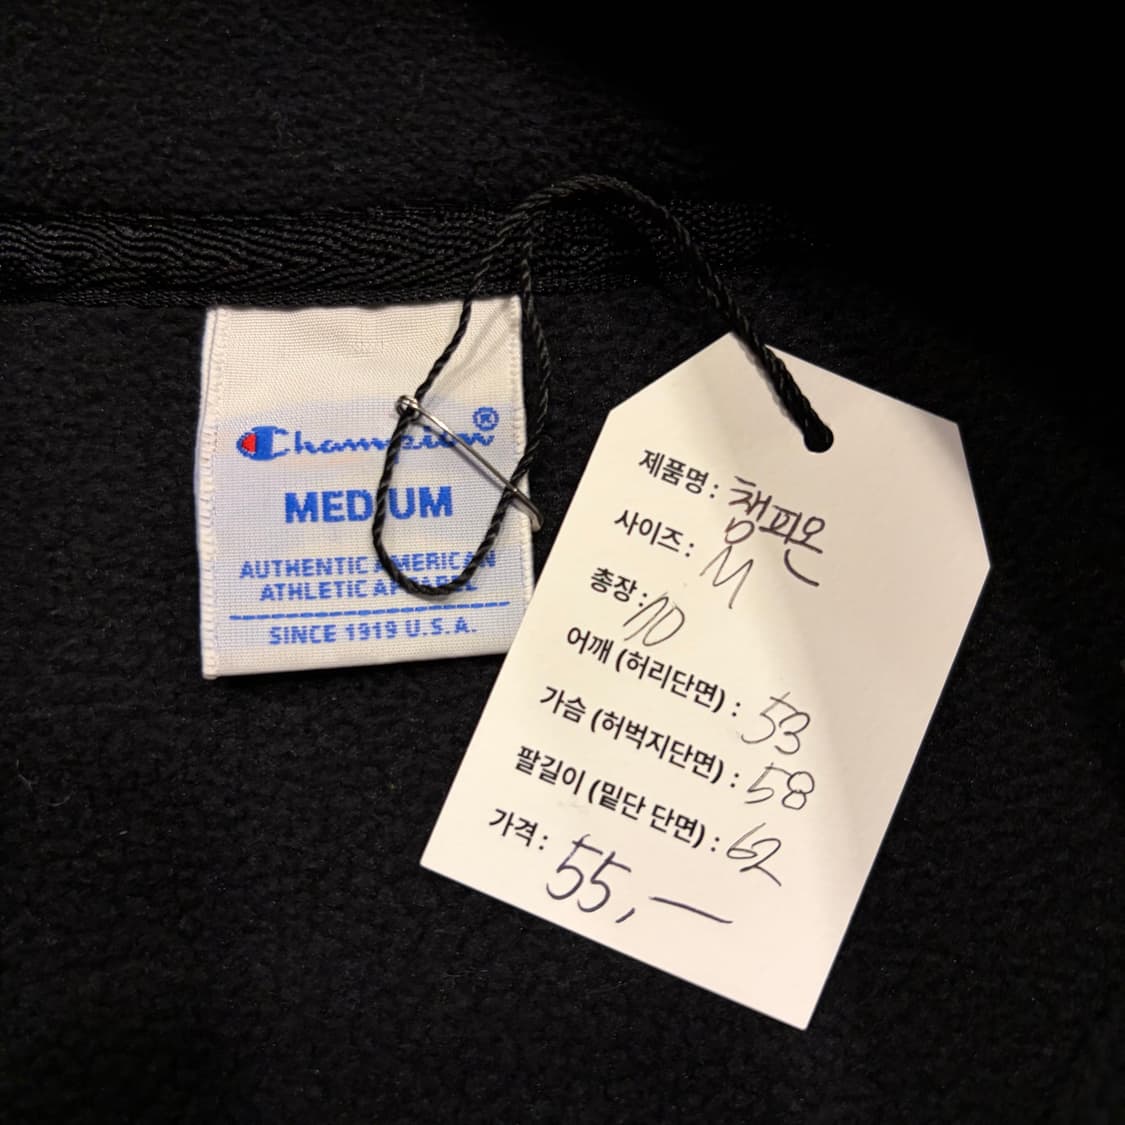 Champion®
MEDIUM
AUTHENTIC AMERICAN
ATHLETIC APPAREL
SINCE 1919 U.S.A.
제품명 : 챔피온
사이즈 : M
총장 :
어깨 (허리단면) : 53
가슴 (허벅지단면) : 58
팔길이 (밑단 단면) : 62
가격 : 55,—